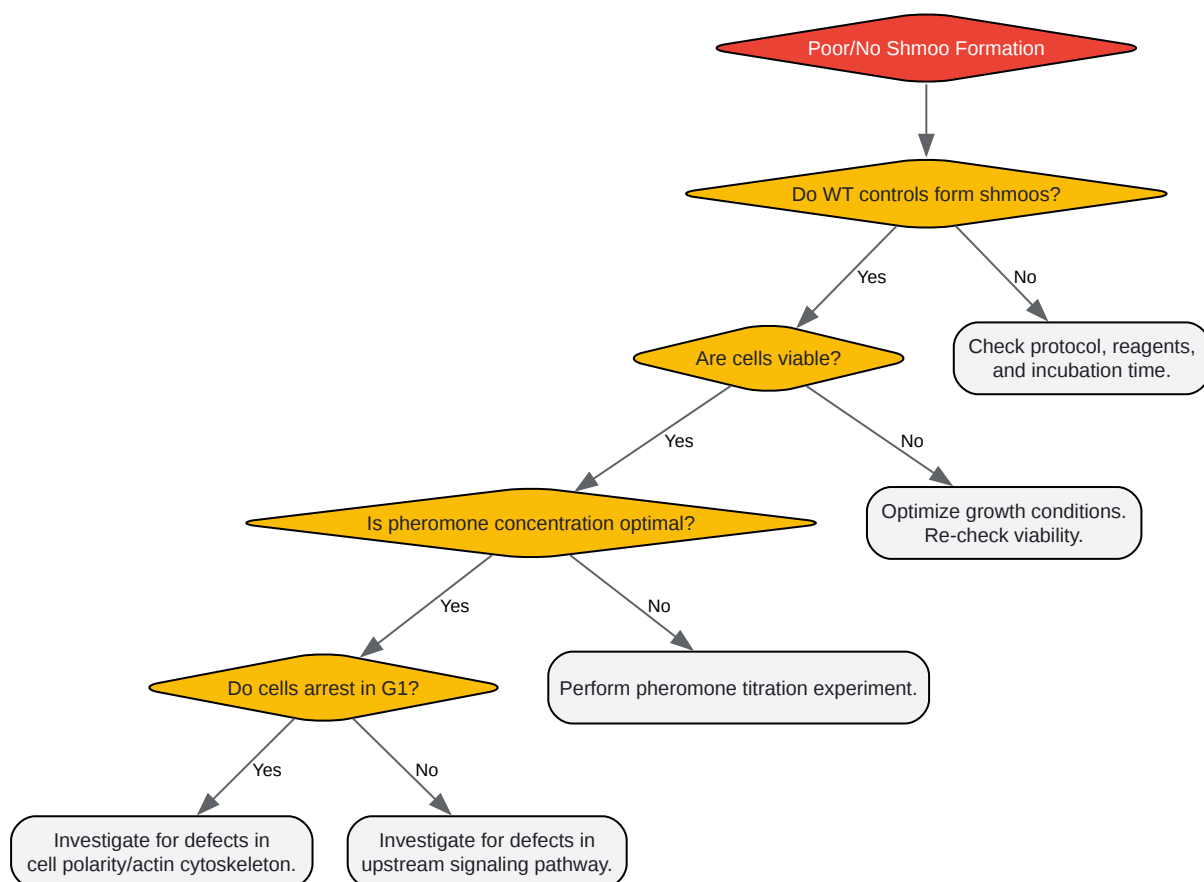 Poor/No Shmoo Formation
Do WT controls form shmoos?
Yes
No
Check protocol, reagents,
and incubation time.
Are cells viable?
Yes
No
Optimize growth conditions.
Re-check viability.
Is pheromone concentration optimal?
Yes
No
Perform pheromone titration experiment.
Do cells arrest in G1?
Yes
No
Investigate for defects in
cell polarity/actin cytoskeleton.
Investigate for defects in
upstream signaling pathway.